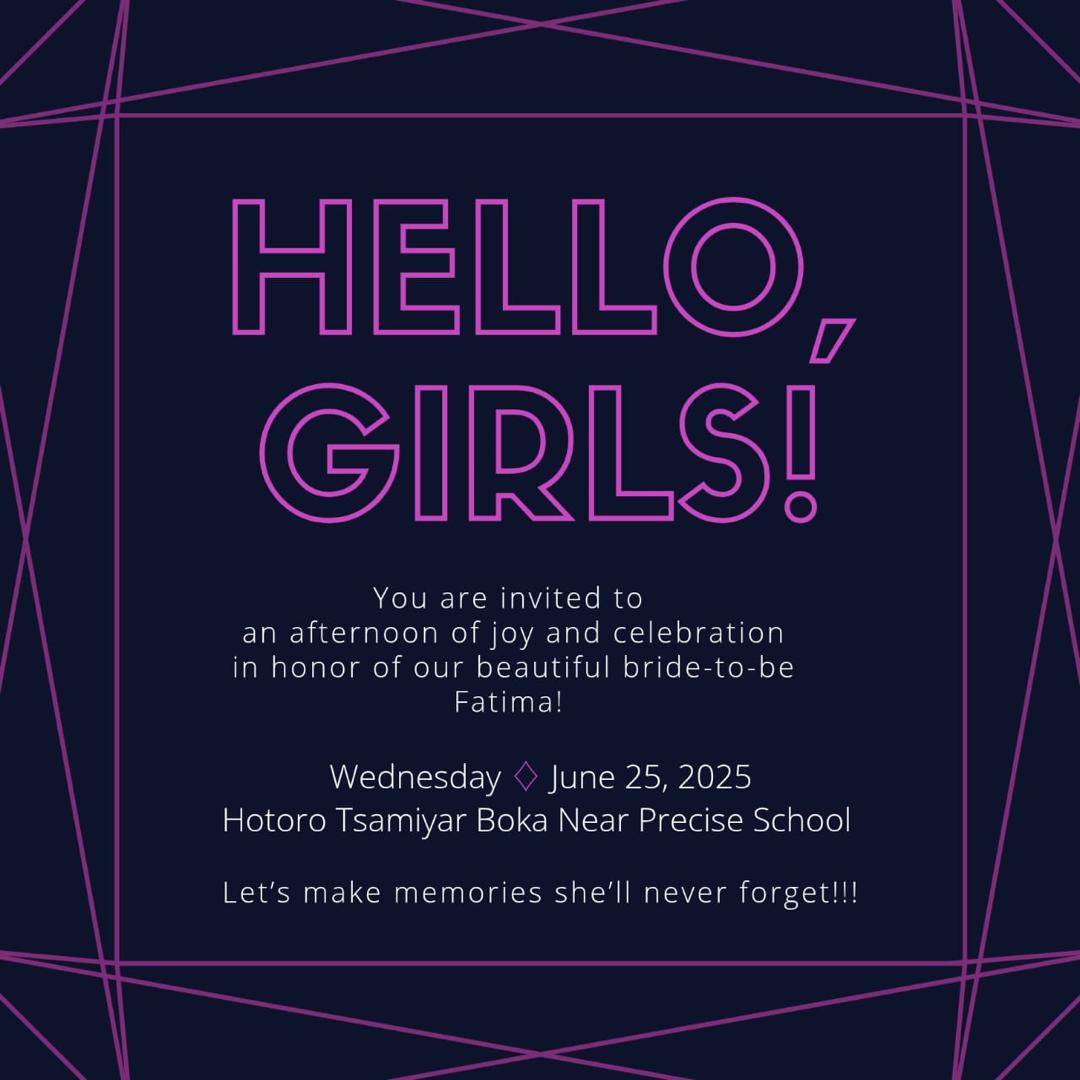 HELLO,
GIRLS!
You are invited to
an afternoon of joy and celebration
in honor of our beautiful bride-to-be
Fatima!
Wednesday ♢ June 25, 2025
Hotoro Tsamiyar Boka Near Precise School
Let’s make memories she’ll never forget!!!